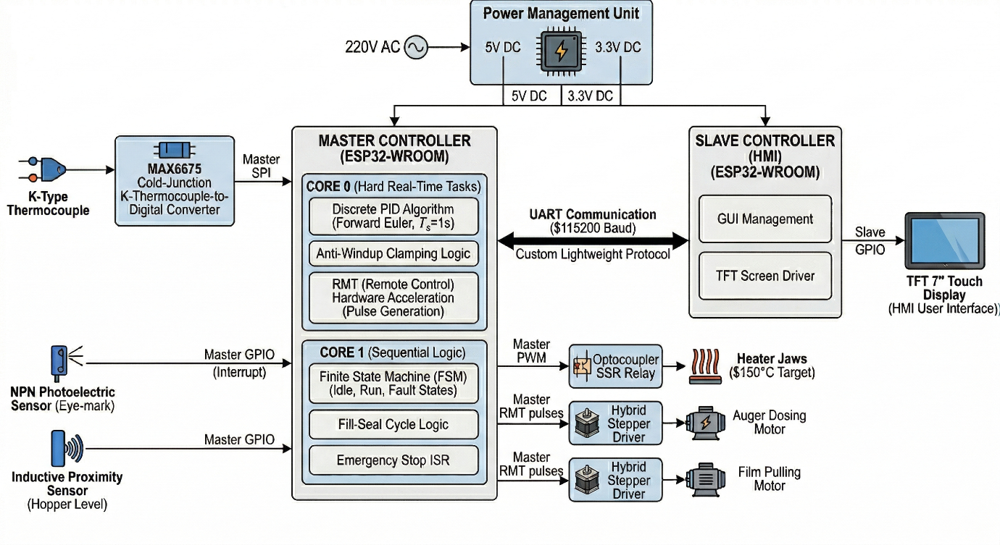 Power Management Unit
220V AC
5V DC
3.3V DC
5V DC
3.3V DC
K-Type
Thermocouple
MAX6675
Cold-Junction
K-Thermocouple-to-
Digital Converter
Master
SPI
MASTER CONTROLLER
(ESP32-WROOM)
CORE 0 (Hard Real-Time Tasks)
Discrete PID Algorithm
(Forward Euler, Ts=1s)
Anti-Windup Clamping Logic
RMT (Remote Control)
Hardware Acceleration
(Pulse Generation)
CORE 1 (Sequential Logic)
Finite State Machine (FSM)
(Idle, Run, Fault States)
Fill-Seal Cycle Logic
Emergency Stop ISR
UART Communication
($115200 Baud)
Custom Lightweight Protocol
SLAVE CONTROLLER
(HMI)
(ESP32-WROOM)
GUI Management
TFT Screen Driver
Slave
GPIO
TFT 7" Touch
Display
(HMI User Interface))
NPN Photoelectric
Sensor (Eye-mark)
Master GPIO
(Interrupt)
Inductive Proximity
Sensor
(Hopper Level)
Master GPIO
Master
PWM
Optocoupler
SSR Relay
Heater Jaws
($150°C Target)
Master
RMT pulses
Hybrid
Stepper
Driver
Auger Dosing
Motor
Master
RMT pulses
Hybrid
Stepper
Driver
Film Pulling
Motor